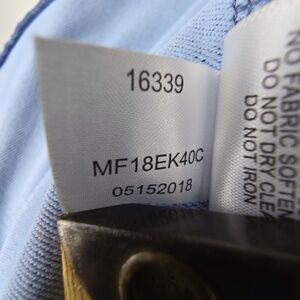 16339
MF18EK40C
05152018
NO FABRIC SOFTEN
DO NOT DRY CLEA
DO NOT IRON